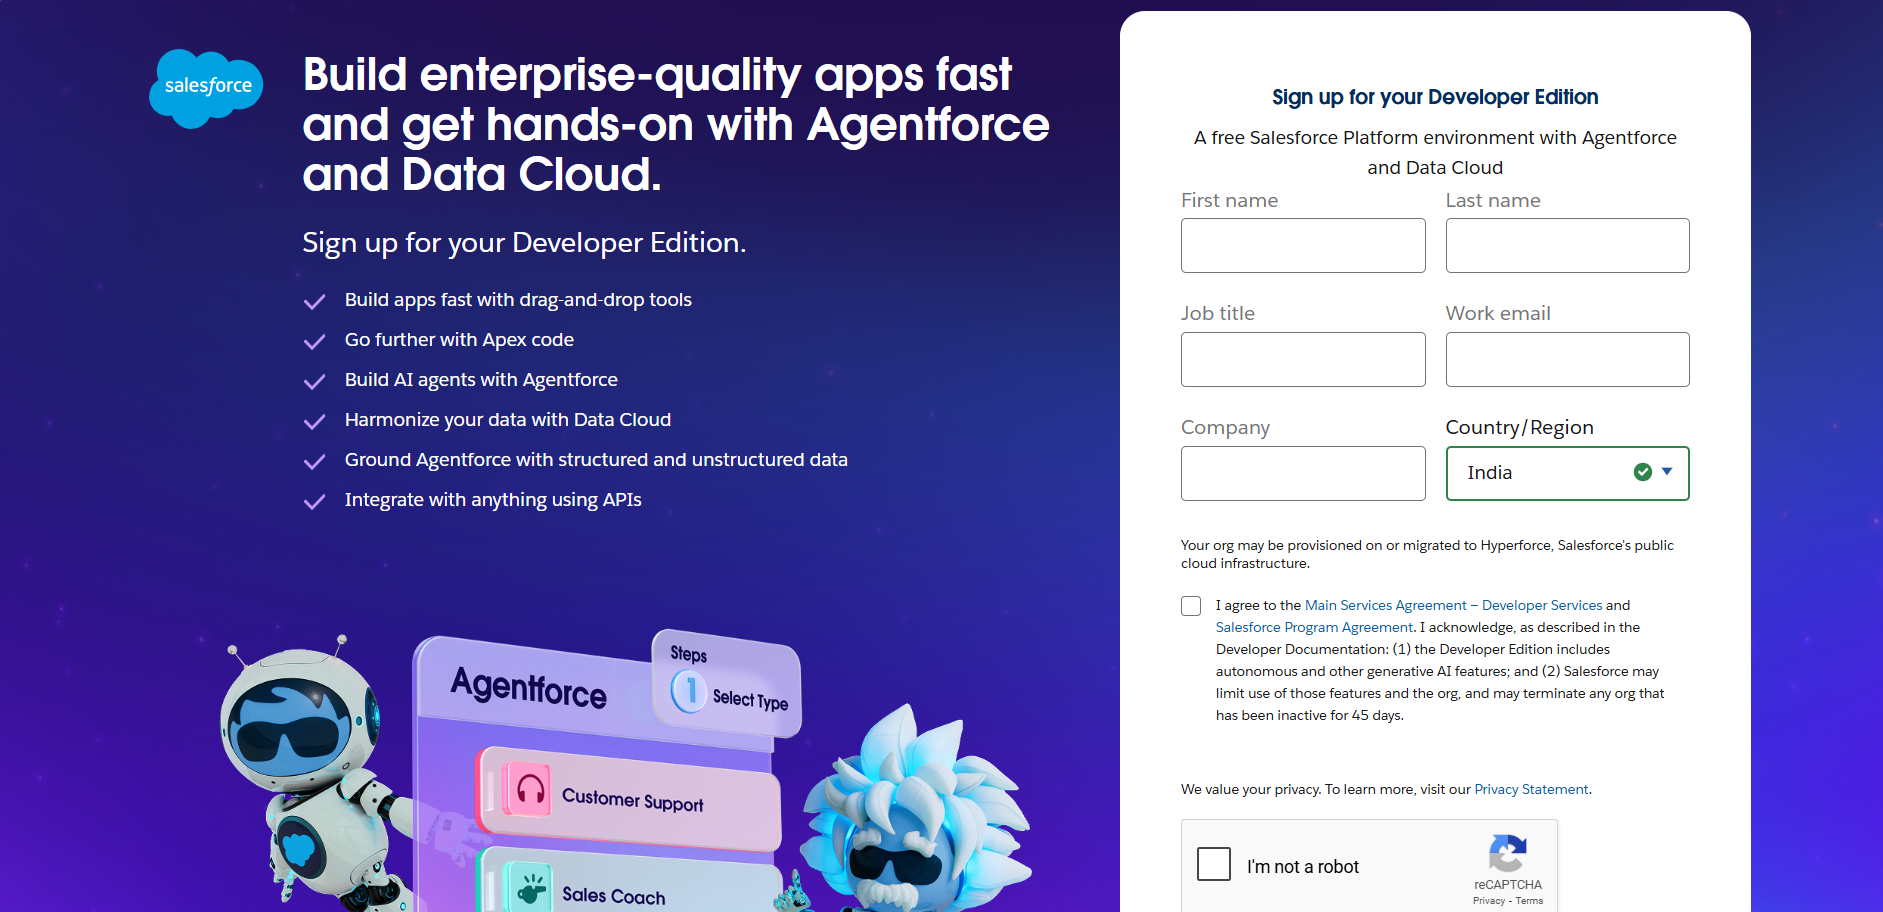 salesforce
Build enterprise-quality apps fast
and get hands-on with Agentforce
and Data Cloud.
Sign up for your Developer Edition.
Build apps fast with drag-and-drop tools
Go further with Apex code
Build AI agents with Agentforce
Harmonize your data with Data Cloud
Ground Agentforce with structured and unstructured data
Integrate with anything using APIs
Agentforce
Steps
1 Select Type
Customer Support
Sales Coach
Sign up for your Developer Edition
A free Salesforce Platform environment with Agentforce
and Data Cloud
First name Last name
Job title Work email
Company Country/Region
India
Your org may be provisioned on or migrated to Hyperforce, Salesforce's public
cloud infrastructure.
I agree to the Main Services Agreement – Developer Services and
Salesforce Program Agreement. I acknowledge, as described in the
Developer Documentation: (1) the Developer Edition includes
autonomous and other generative AI features; and (2) Salesforce may
limit use of those features and the org, and may terminate any org that
has been inactive for 45 days.
We value your privacy. To learn more, visit our Privacy Statement.
I'm not a robot
reCAPTCHA
Privacy - Terms